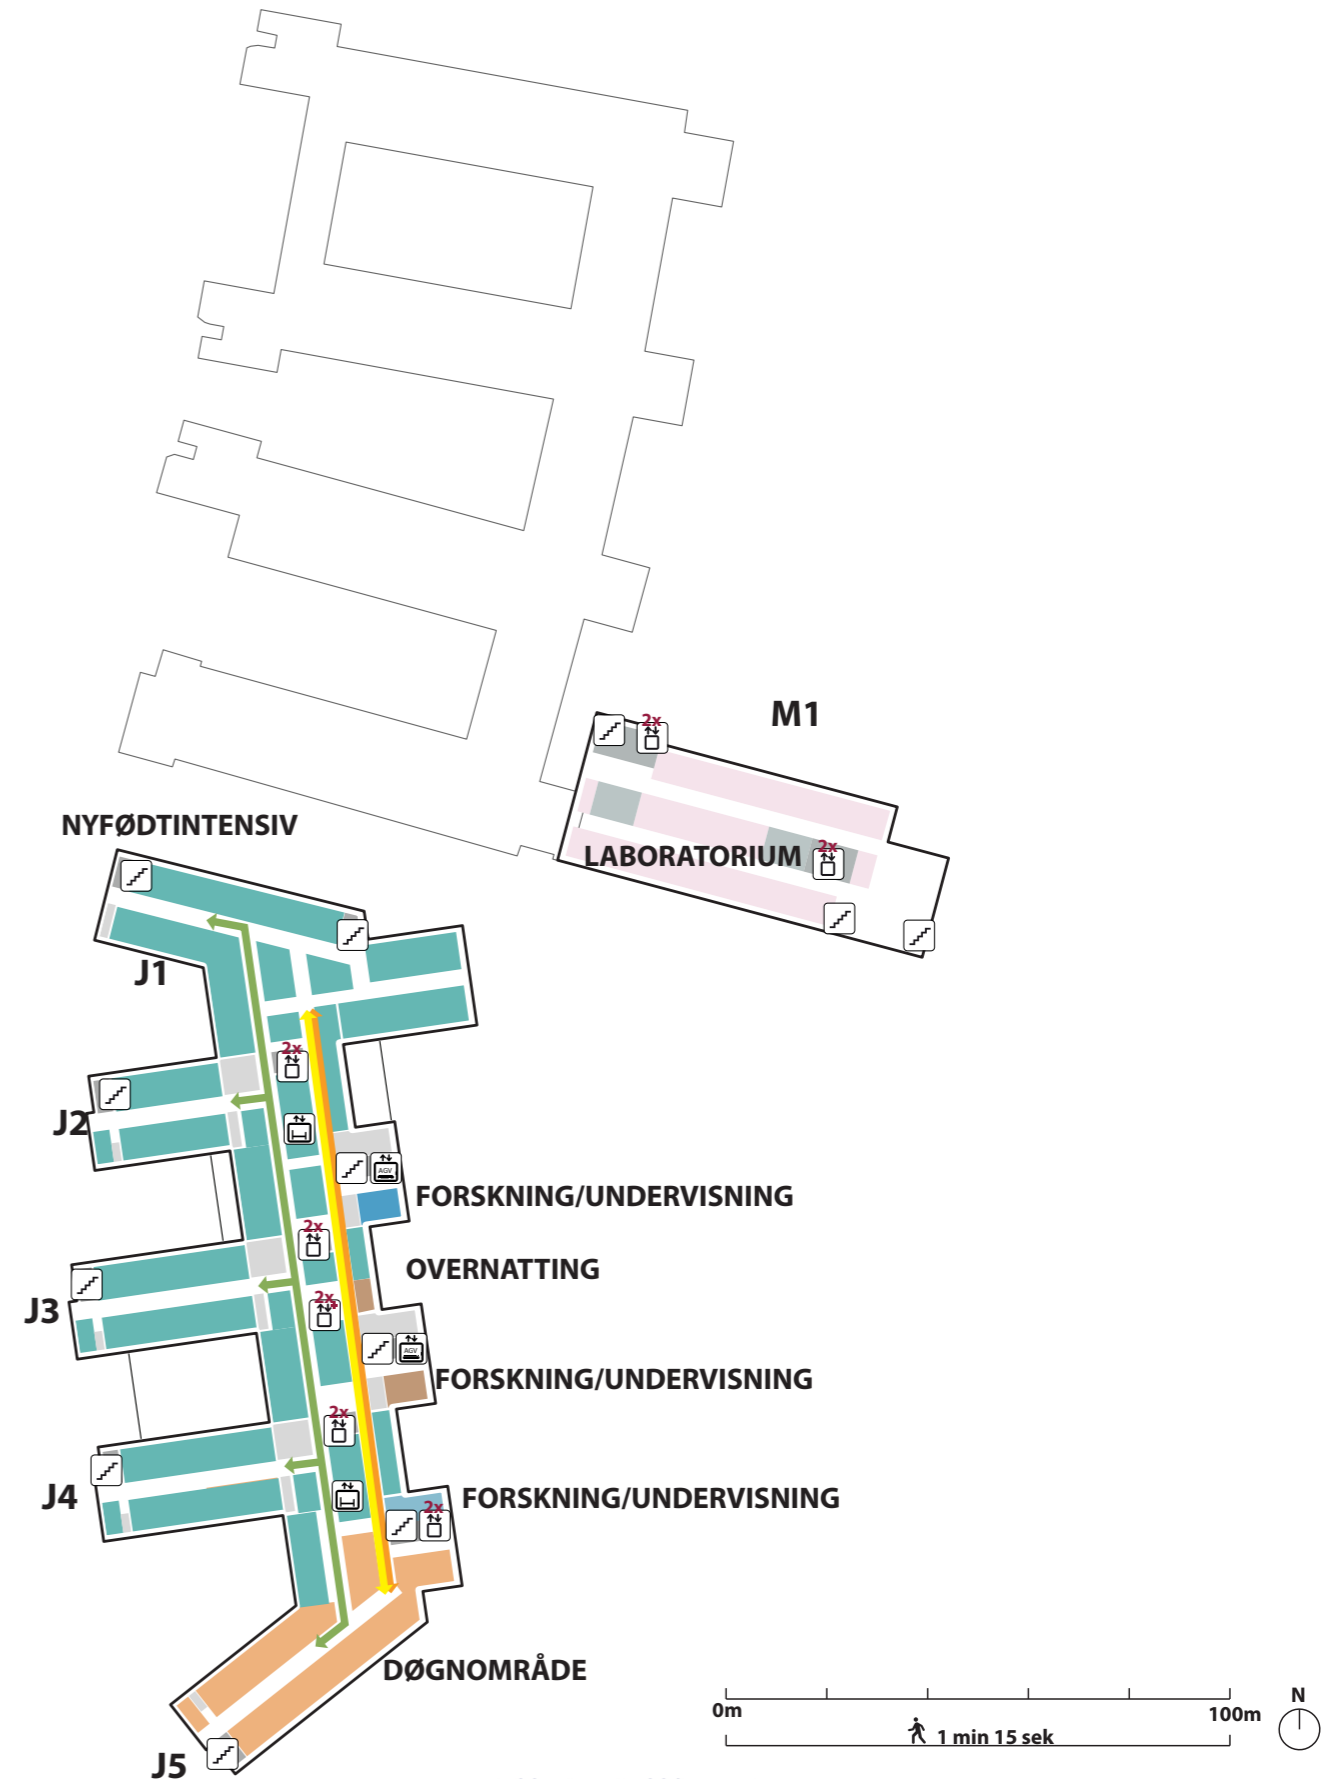 M1
2x
NYFØDTINTENSIV
LABORATORIUM
2x
J1
2x
J2
AGV
FORSKNING/UNDERVISNING
2x
OVERNATTING
J3
2x
AGV
FORSKNING/UNDERVISNING
2x
J4
FORSKNING/UNDERVISNING
2x
DØGNOMRÅDE
J5
0m
100m
N
1 min 15 sek